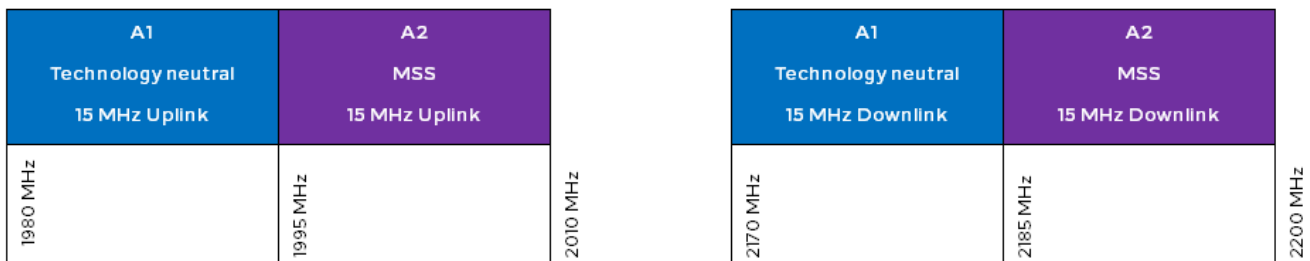 A1
Technology neutral
15 MHz Uplink
A2
MSS
15 MHz Uplink
1980 MHz
1995 MHz
2010 MHz
A1
Technology neutral
15 MHz Downlink
A2
MSS
15 MHz Downlink
2170 MHz
2185 MHz
2200 MHz